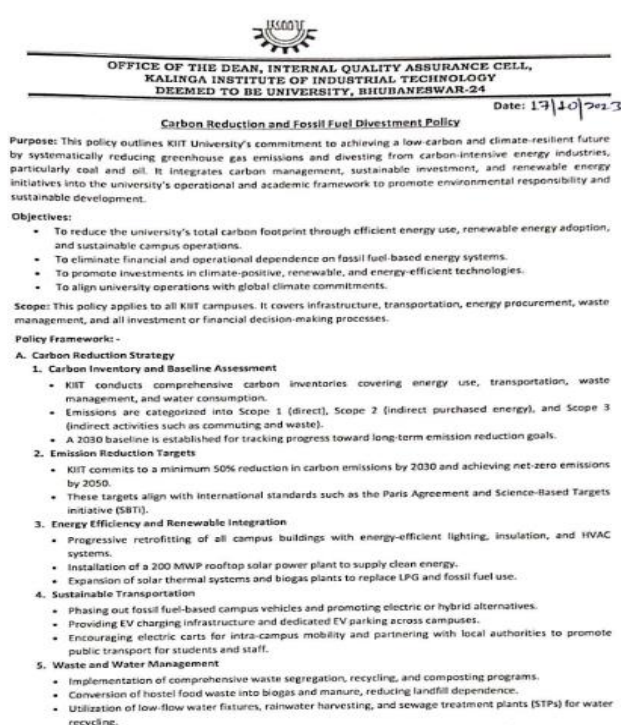 OFFICE OF THE DEAN, INTERNAL QUALITY ASSURANCE CELL,
KALINGA INSTITUTE OF INDUSTRIAL TECHNOLOGY
DEEMED TO BE UNIVERSITY, BHUBANESWAR-24
Date: 17/10/2023
Carbon Reduction and Fossil Fuel Divestment Policy
Purpose: This policy outlines KIIT University's commitment to achieving a low-carbon and climate-resilient future
by systematically reducing greenhouse gas emissions and divesting from carbon-intensive energy industries,
particularly coal and oil. It integrates carbon management, sustainable investment, and renewable energy
initiatives into the university's operational and academic framework to promote environmental responsibility and
sustainable development.
Objectives:
• To reduce the university's total carbon footprint through efficient energy use, renewable energy adoption,
and sustainable campus operations.
• To eliminate financial and operational dependence on fossil fuel-based energy systems.
• To promote investments in climate-positive, renewable, and energy-efficient technologies.
• To align university operations with global climate commitments.
Scope: This policy applies to all KIIT campuses. It covers infrastructure, transportation, energy procurement, waste
management, and all investment or financial decision-making processes.
Policy Framework: -
A. Carbon Reduction Strategy
1. Carbon Inventory and Baseline Assessment
• KIIT conducts comprehensive carbon inventories covering energy use, transportation, waste
management, and water consumption.
• Emissions are categorized into Scope 1 (direct), Scope 2 (indirect purchased energy), and Scope 3
(indirect activities such as commuting and waste).
• A 2030 baseline is established for tracking progress toward long-term emission reduction goals.
2. Emission Reduction Targets
• KIIT commits to a minimum 50% reduction in carbon emissions by 2030 and achieving net-zero emissions
by 2050.
• These targets align with international standards such as the Paris Agreement and Science-Based Targets
initiative (SBTi).
3. Energy Efficiency and Renewable Integration
• Progressive retrofitting of all campus buildings with energy-efficient lighting, insulation, and HVAC
systems.
• Installation of a 200 MWP rooftop solar power plant to supply clean energy.
• Expansion of solar thermal systems and biogas plants to replace LPG and fossil fuel use.
4. Sustainable Transportation
• Phasing out fossil fuel-based campus vehicles and promoting electric or hybrid alternatives.
• Providing EV charging infrastructure and dedicated EV parking across campuses.
• Encouraging electric carts for intra-campus mobility and partnering with local authorities to promote
public transport for students and staff.
5. Waste and Water Management
• Implementation of comprehensive waste segregation, recycling, and composting programs.
• Conversion of hostel food waste into biogas and manure, reducing landfill dependence.
• Utilization of low-flow water fixtures, rainwater harvesting, and sewage treatment plants (STPs) for water
recycling.